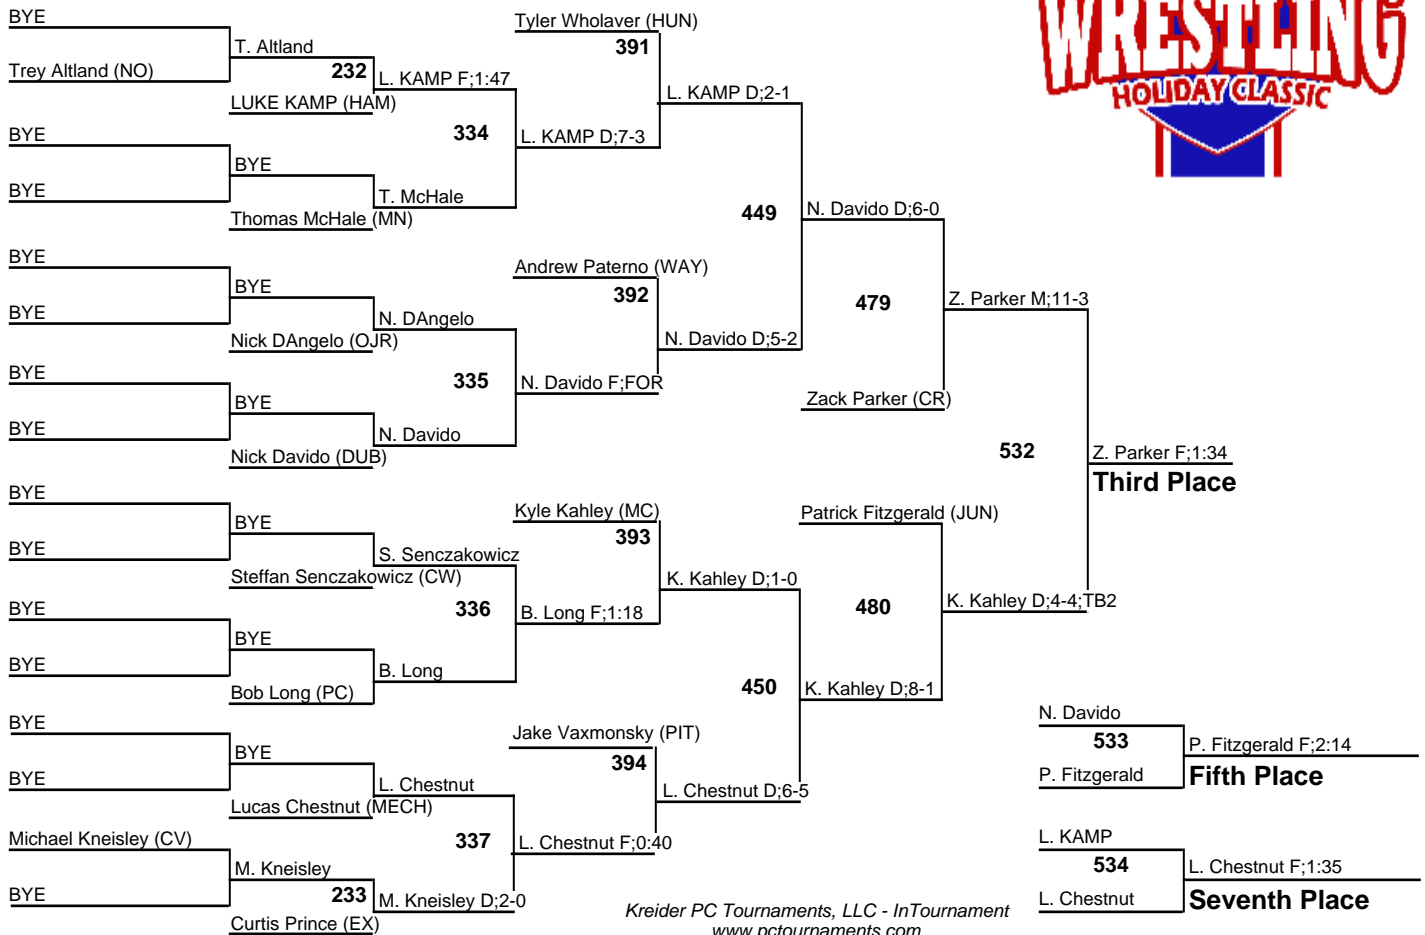 WRESTLING
HOLIDAY CLASSIC
BYE
T. Altland
Trey Altland (NO)
232
L. KAMP F;1:47
LUKE KAMP (HAM)
334
L. KAMP D;7-3
BYE
BYE
BYE
T. McHale
Thomas McHale (MN)
Tyler Wholaver (HUN)
391
L. KAMP D;2-1
449
N. Davido D;6-0
BYE
BYE
BYE
N. DAngelo
Nick DAngelo (OJR)
335
N. Davido F;FOR
BYE
BYE
BYE
N. Davido
Nick Davido (DUB)
Andrew Paterno (WAY)
392
N. Davido D;5-2
479
Z. Parker M;11-3
Zack Parker (CR)
532
Z. Parker F;1:34
Third Place
BYE
BYE
BYE
S. Senczakowicz
Steffan Senczakowicz (CW)
336
B. Long F;1:18
BYE
BYE
BYE
B. Long
Bob Long (PC)
Kyle Kahley (MC)
393
K. Kahley D;1-0
Patrick Fitzgerald (JUN)
480
K. Kahley D;4-4;TB2
450
K. Kahley D;8-1
BYE
BYE
BYE
L. Chestnut
Lucas Chestnut (MECH)
337
L. Chestnut F;0:40
Michael Kneisley (CV)
M. Kneisley
BYE
233
M. Kneisley D;2-0
Curtis Prince (EX)
Jake Vaxmonsky (PIT)
394
L. Chestnut D;6-5
N. Davido
533
P. Fitzgerald F;2:14
P. Fitzgerald
Fifth Place
L. KAMP
534
L. Chestnut F;1:35
L. Chestnut
Seventh Place
Kreider PC Tournaments, LLC - InTournament
www.pctournaments.com